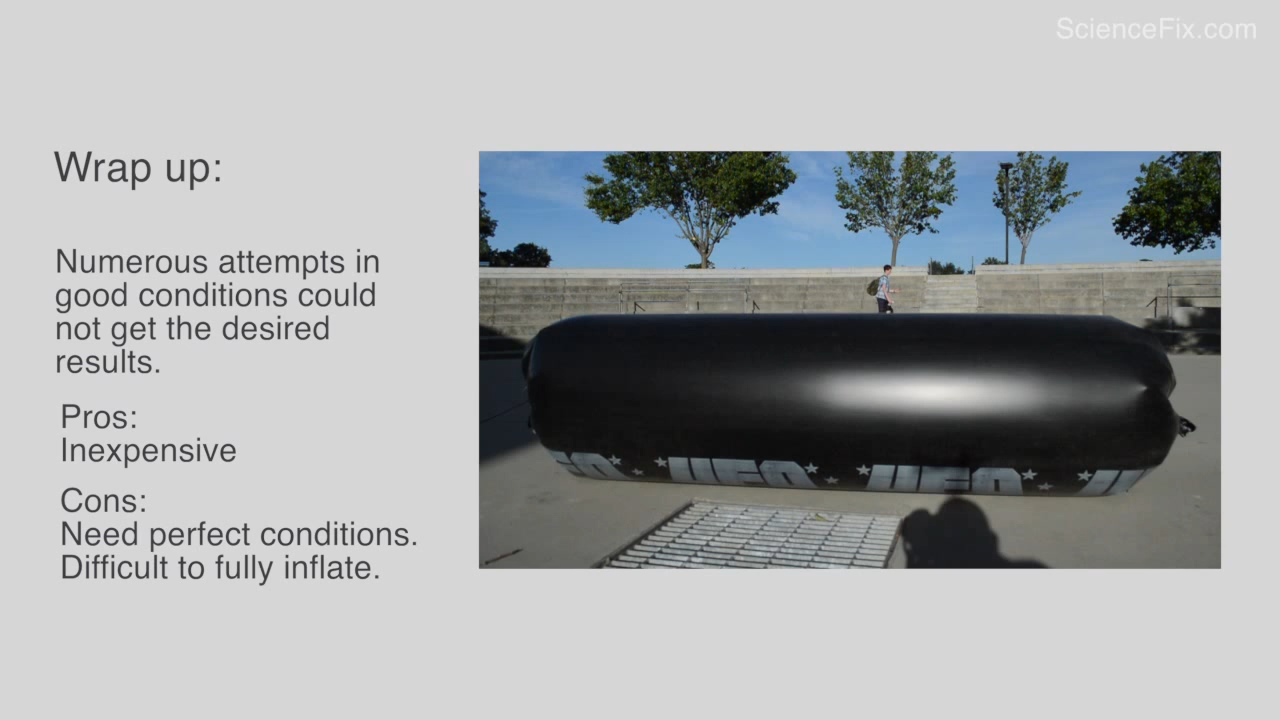 ScienceFix.com
Wrap up:
Numerous attempts in
good conditions could
not get the desired
results.
Pros:
Inexpensive
Cons:
Need perfect conditions.
Difficult to fully inflate.
UFO UFO